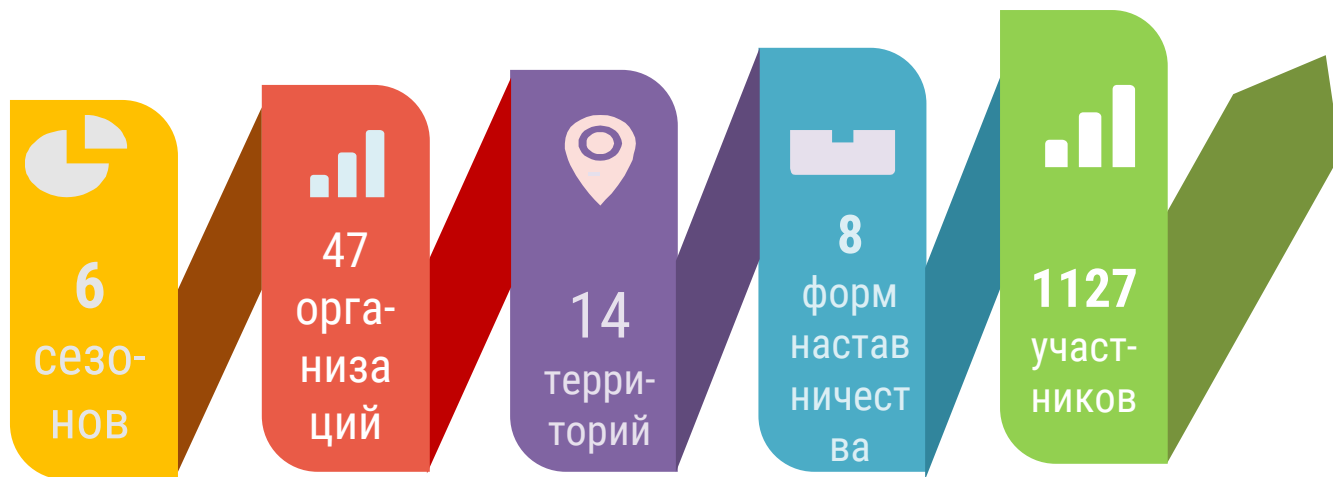 6
сезо-
нов
47
орга-
низа
ций
14
терри-
торий
8
форм
настав
ничест
ва
1127
участ-
ников